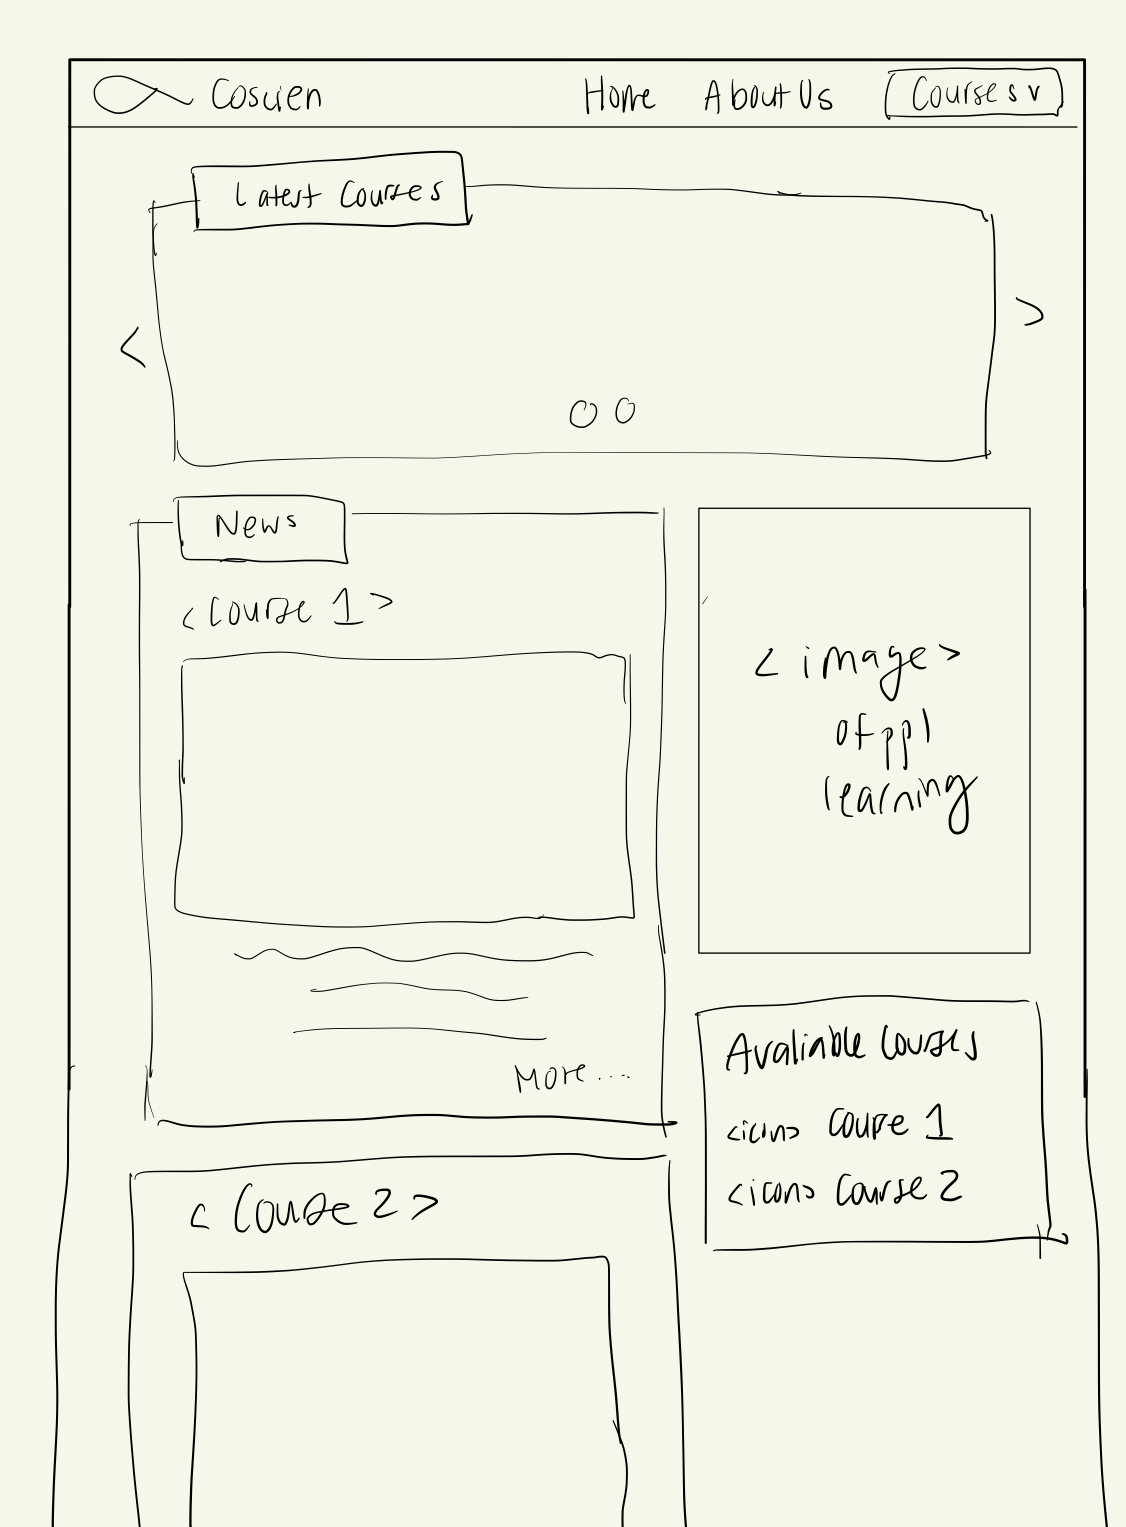 Coscien Home About Us Courses v
Latest Courses
< >
News
<Course 1>
<image>
of ppl
learning
More...
Avaliable Courses
<icon> Course 1
<icon> Course 2
<Course 2>